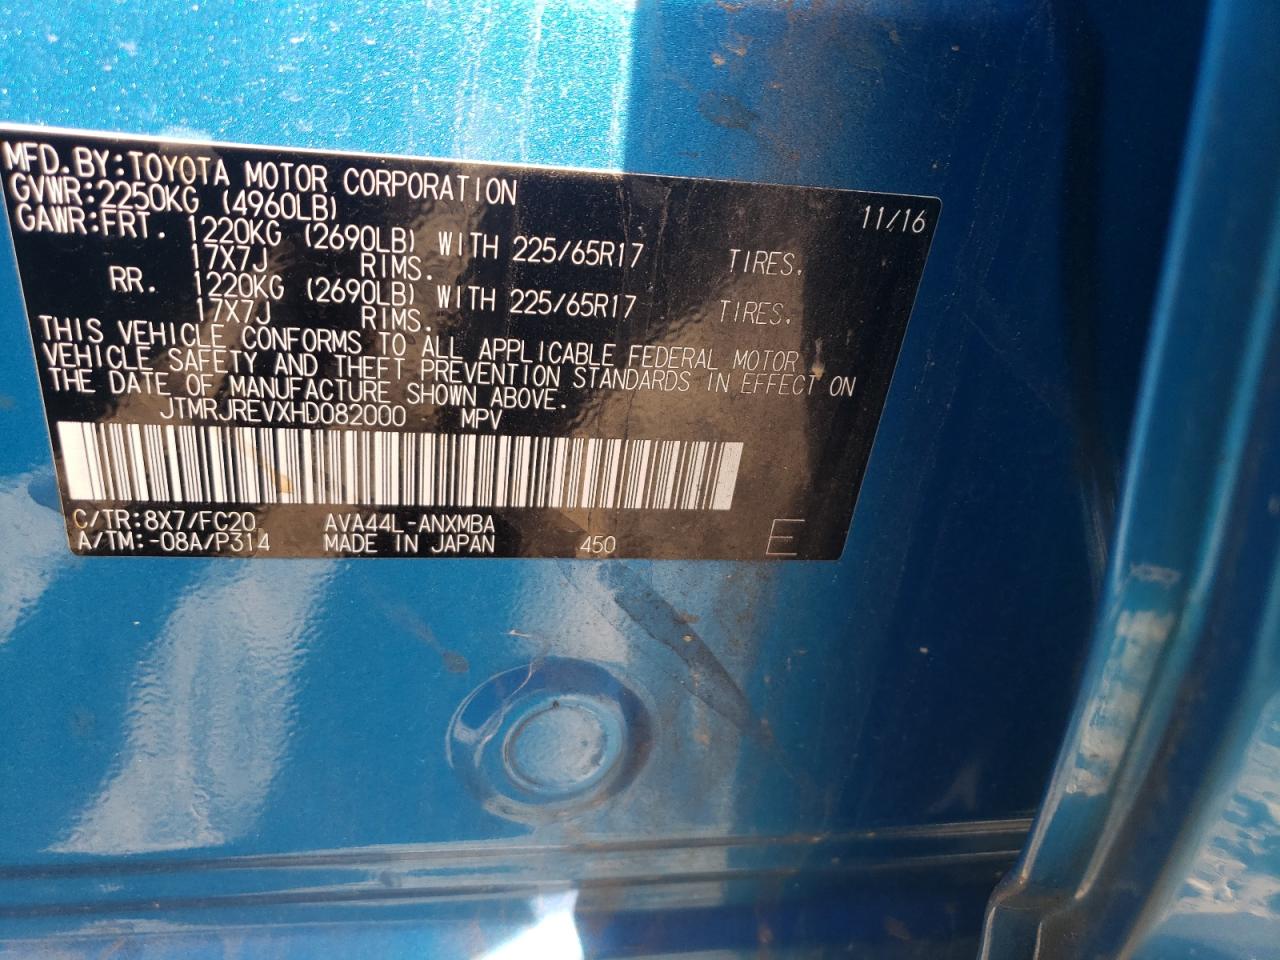 MFD.BY:TOYOTA MOTOR CORPORATION 11/16
GVWR:2250KG (4960LB)
GAWR:FRT. 1220KG (2690LB) WITH 225/65R17 TIRES.
17X7J RIMS.
RR. 1220KG (2690LB) WITH 225/65R17 TIRES.
17X7J RIMS.
THIS VEHICLE CONFORMS TO ALL APPLICABLE FEDERAL MOTOR
VEHICLE SAFETY AND THEFT PREVENTION STANDARDS IN EFFECT ON
THE DATE OF MANUFACTURE SHOWN ABOVE.
JTMRJREVXHD082000 MPV
C/TR:8X7/FC20 AVA44L-ANXMBA
A/TM:-08A/P314 MADE IN JAPAN 450 E